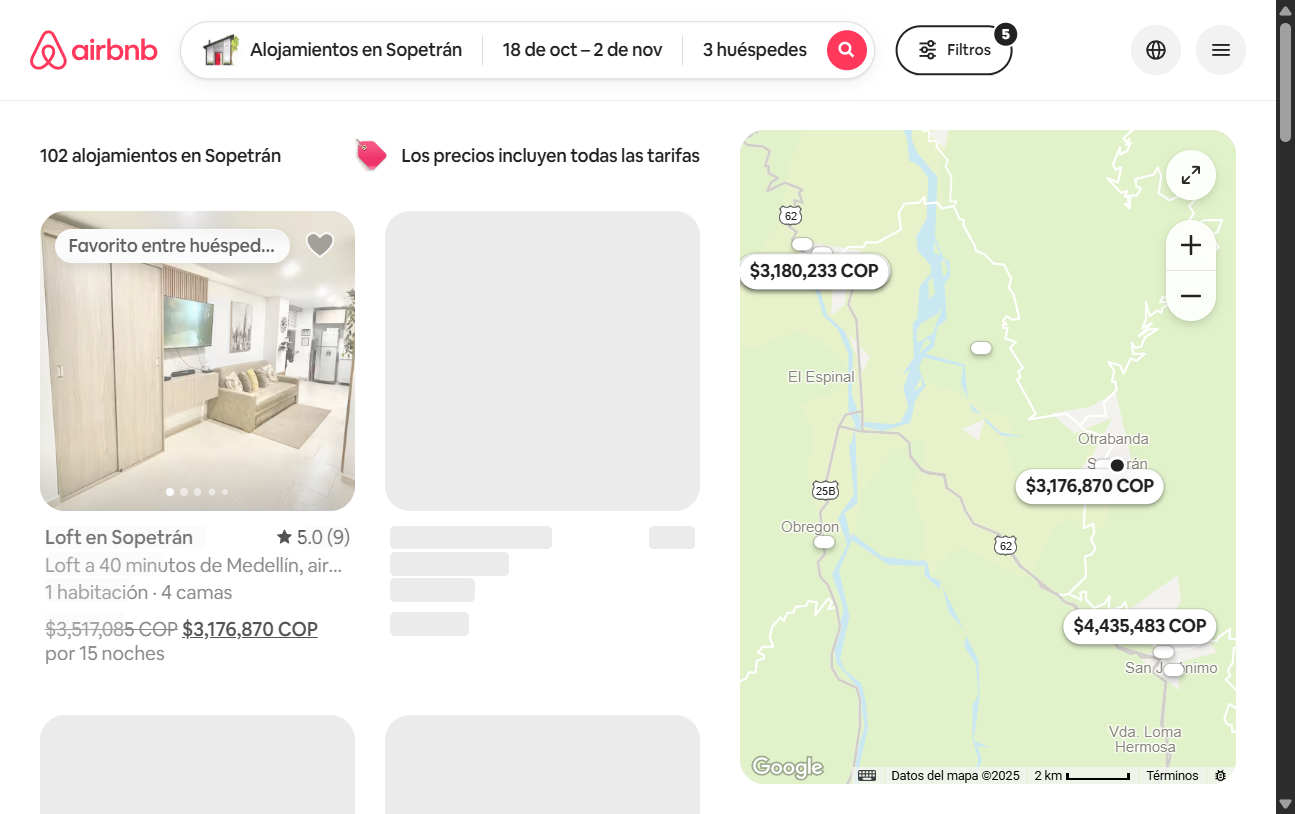 airbnb
Alojamientos en Sopetrán
18 de oct – 2 de nov
3 huéspedes
Filtros
5
102 alojamientos en Sopetrán
Los precios incluyen todas las tarifas
Favorito entre huésped...
Loft en Sopetrán
5.0 (9)
Loft a 40 minutos de Medellín, air...
1 habitación · 4 camas
$3,517,085 COP $3,176,870 COP
por 15 noches
62
$3,180,233 COP
El Espinal
Otrabanda
$3,176,870 COP
25B
Obregon
62
$4,435,483 COP
San Jerónimo
Vda. Loma
Hermosa
Google
Datos del mapa ©2025
2 km
Términos